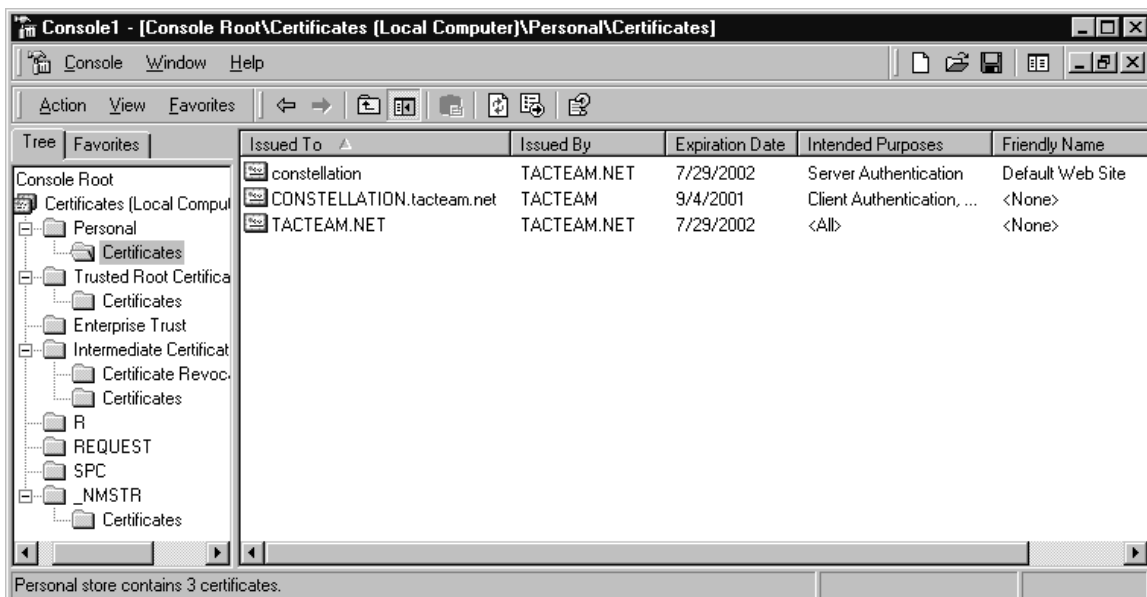 Console1 - [Console Root\Certificates (Local Computer)\Personal\Certificates]
Console Window Help
Action View Favorites
Tree Favorites
Issued To Issued By Expiration Date Intended Purposes Friendly Name
Console Root
Certificates (Local Comput
Personal
Certificates
Trusted Root Certifica
Certificates
Enterprise Trust
Intermediate Certificat
Certificate Revoc
Certificates
R
REQUEST
SPC
_NMSTR
Certificates
constellation TACTEAM.NET 7/29/2002 Server Authentication Default Web Site
CONSTELLATION.tacteam.net TACTEAM 9/4/2001 Client Authentication, ... <None>
TACTEAM.NET TACTEAM.NET 7/29/2002 <All> <None>
Personal store contains 3 certificates.